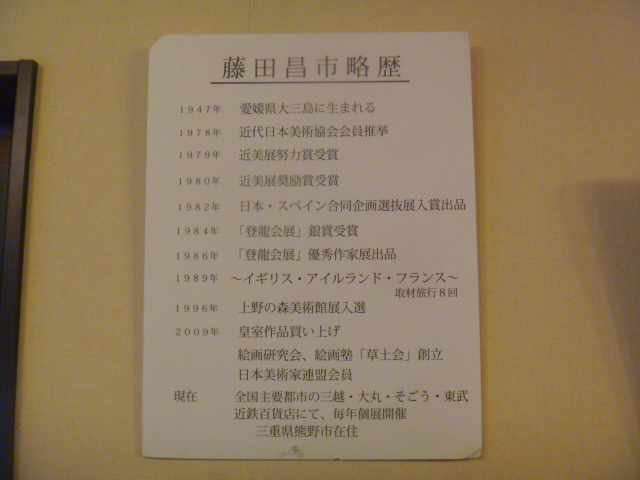 藤田昌市略歴
1947年 愛媛県大三島に生まれる
1978年 近代日本美術協会会員推挙
1979年 近美展努力賞受賞
1980年 近美展奨励賞受賞
1982年 日本・スペイン合同企画選抜展入賞出品
1984年 「登龍会展」銀賞受賞
1986年 「登龍会展」優秀作家展出品
1989年 〜イギリス・アイルランド・フランス〜
取材旅行8回
1996年 上野の森美術館展入選
2009年 皇室作品買い上げ
絵画研究会、絵画塾「草土会」創立
日本美術家連盟会員
現在 全国主要都市の三越・大丸・そごう・東武
近鉄百貨店にて、毎年個展開催
三重県熊野市在住